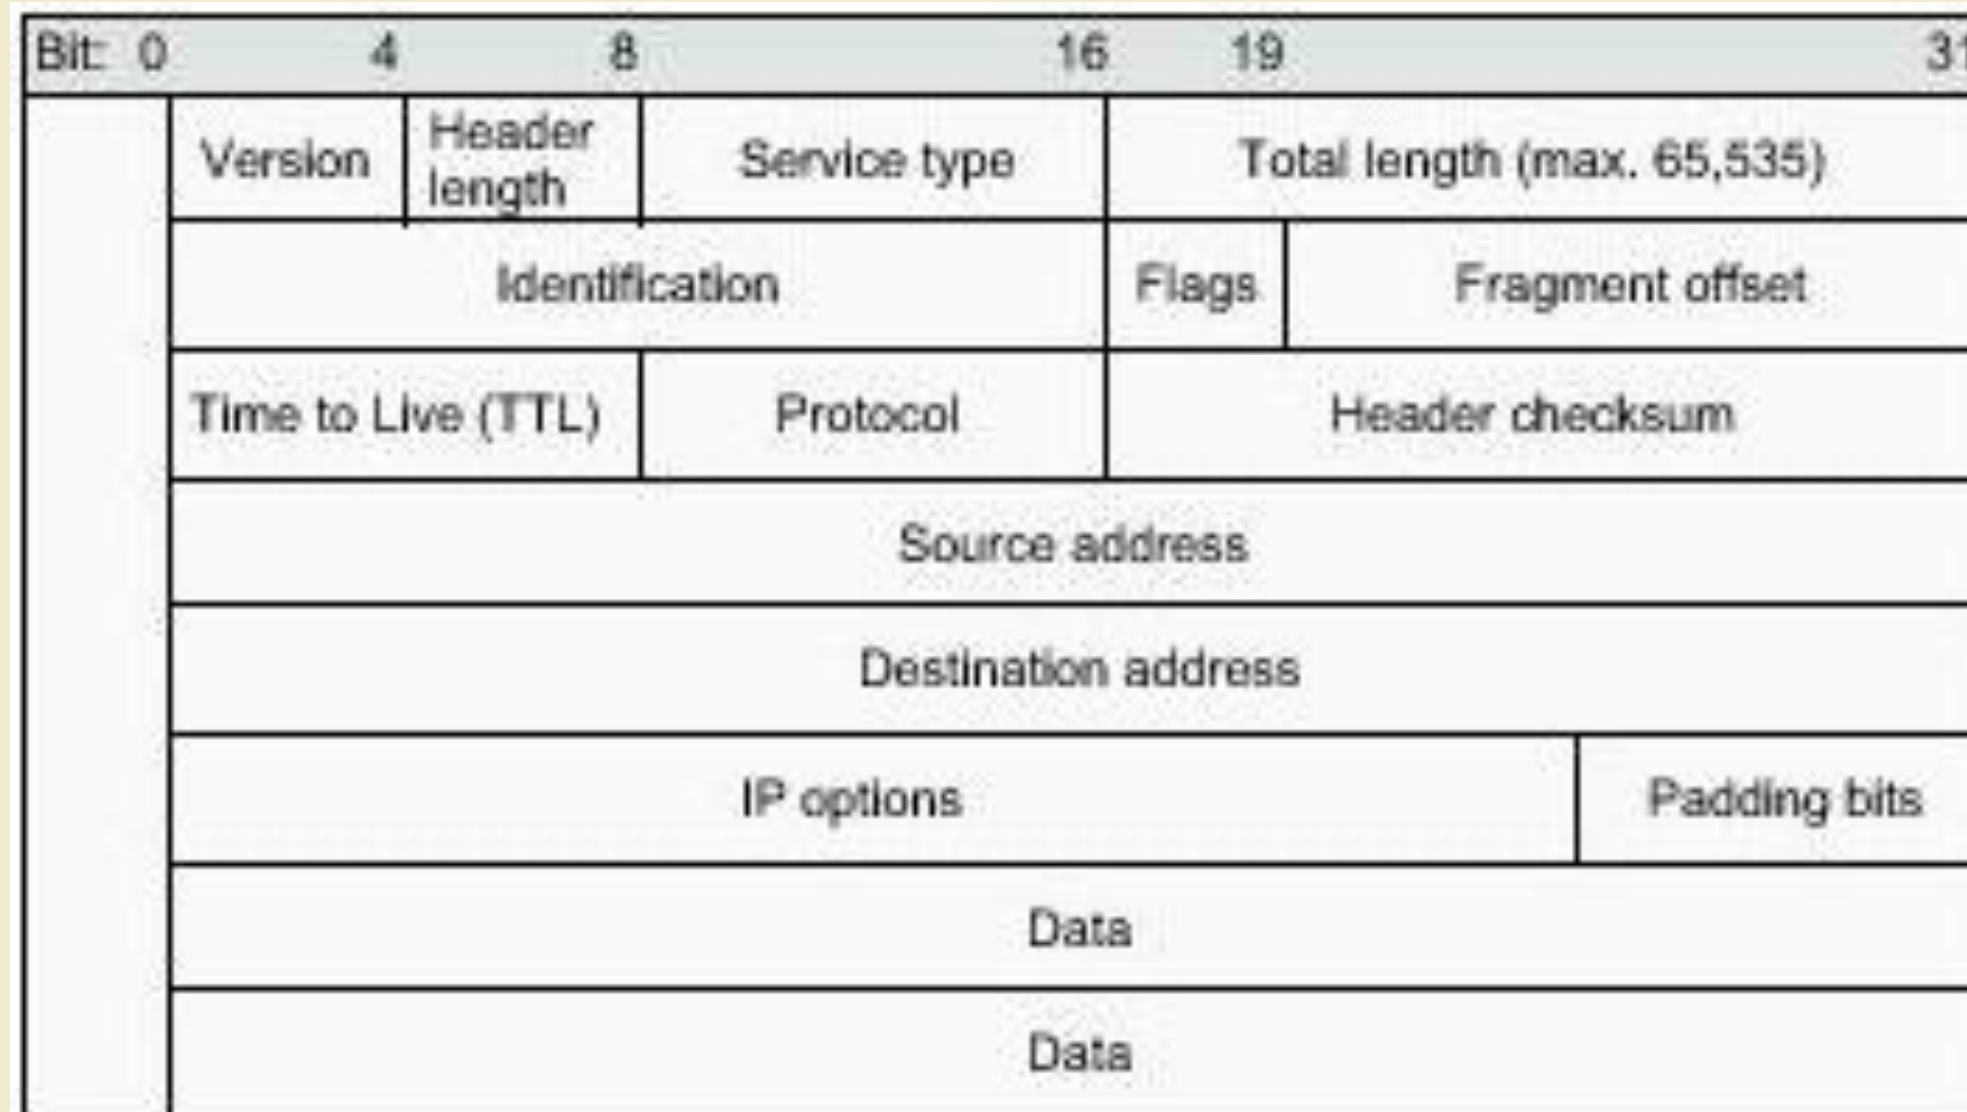 Bit: 0 4 8 16 19 31
Version Header length Service type Total length (max. 65,535)
Identification Flags Fragment offset
Time to Live (TTL) Protocol Header checksum
Source address
Destination address
IP options Padding bits
Data
Data